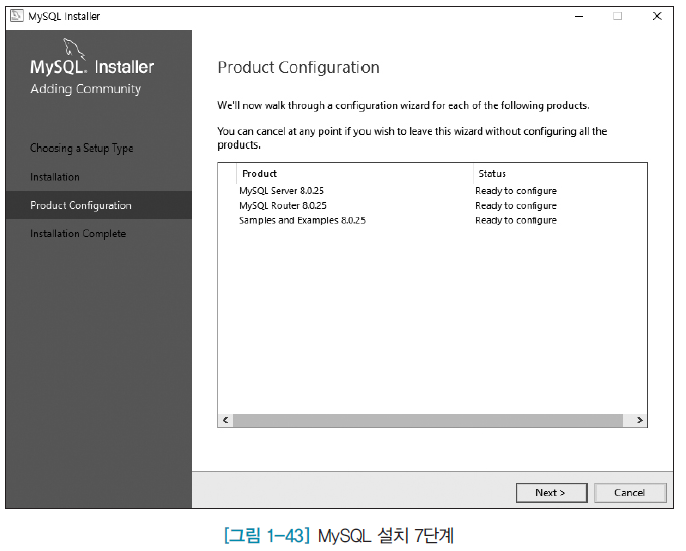 MySQL Installer
MySQL. Installer
Adding Community
Choosing a Setup Type
Installation
Product Configuration
Installation Complete
Product Configuration
We'll now walk through a configuration wizard for each of the following products.
You can cancel at any point if you wish to leave this wizard without configuring all the
products.
Product Status
MySQL Server 8.0.25 Ready to configure
MySQL Router 8.0.25 Ready to configure
Samples and Examples 8.0.25 Ready to configure
Next > Cancel
[그림 1-43] MySQL 설치 7단계